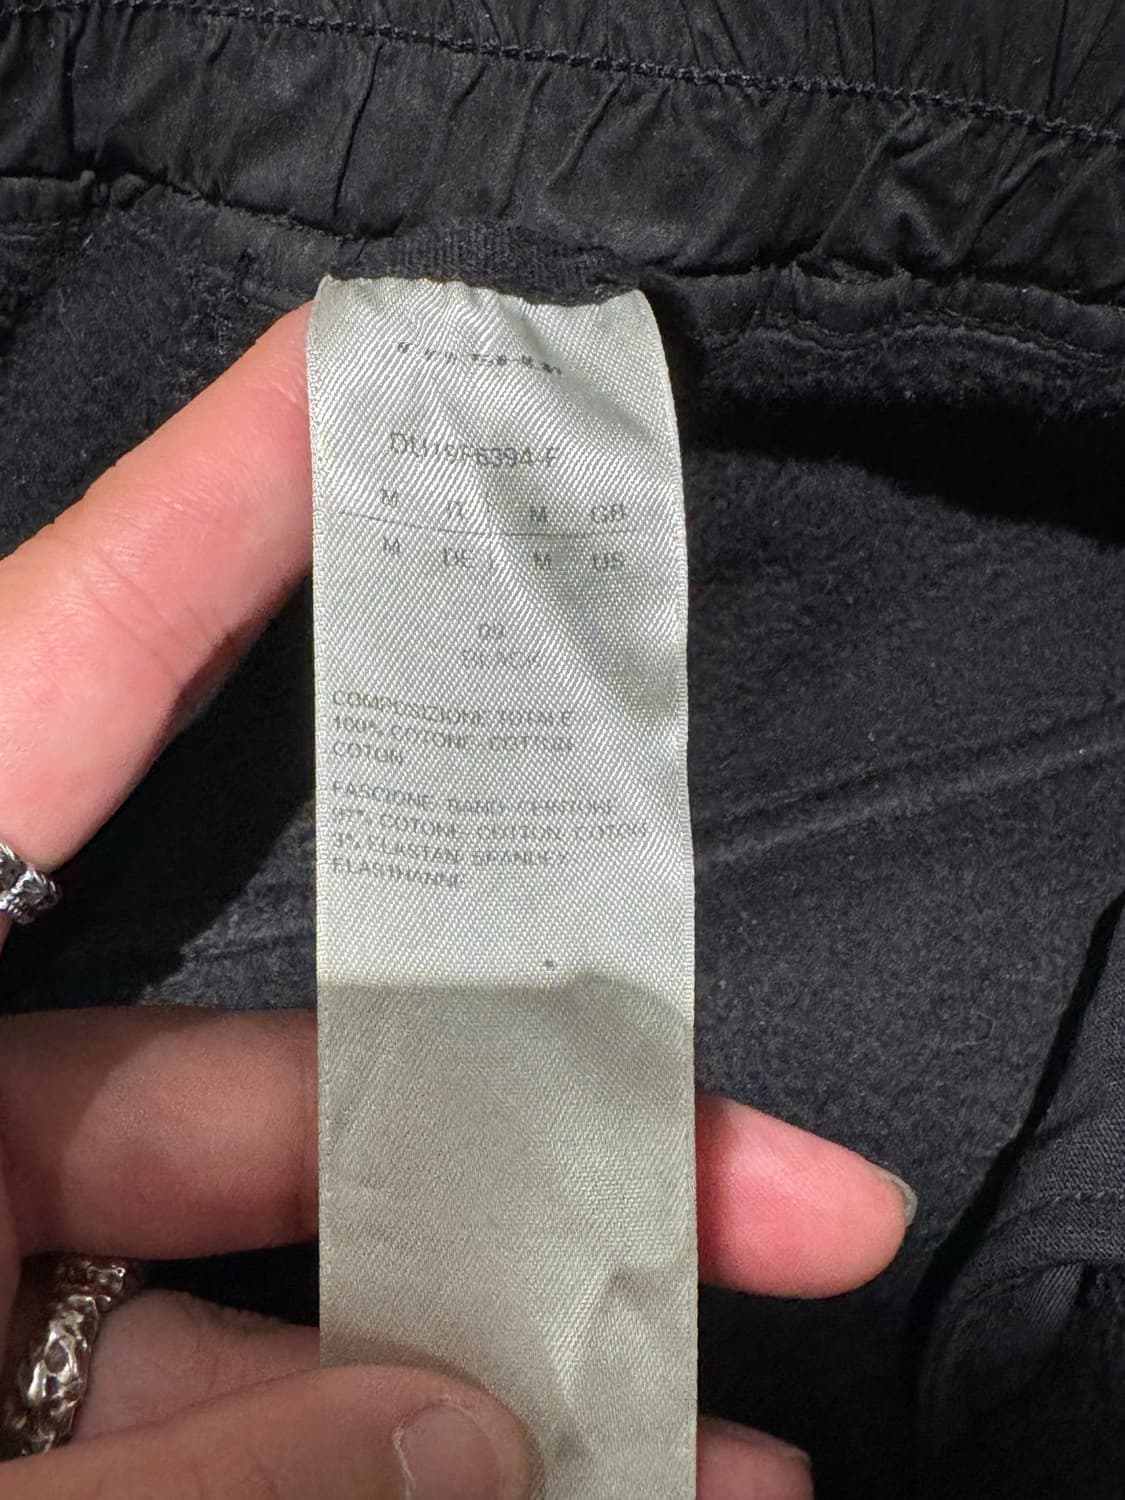 DU19F6394-F
M IT M GB
M DE M US
09
BLACK
COMPOSIZIONE TOTALE
100% COTONE-COTTON
COTON
FASCIONE-BAND-CEINTURE
97% COTONE COTTON COTON
3% ELASTAN SPANDEX
ELASTHANNE